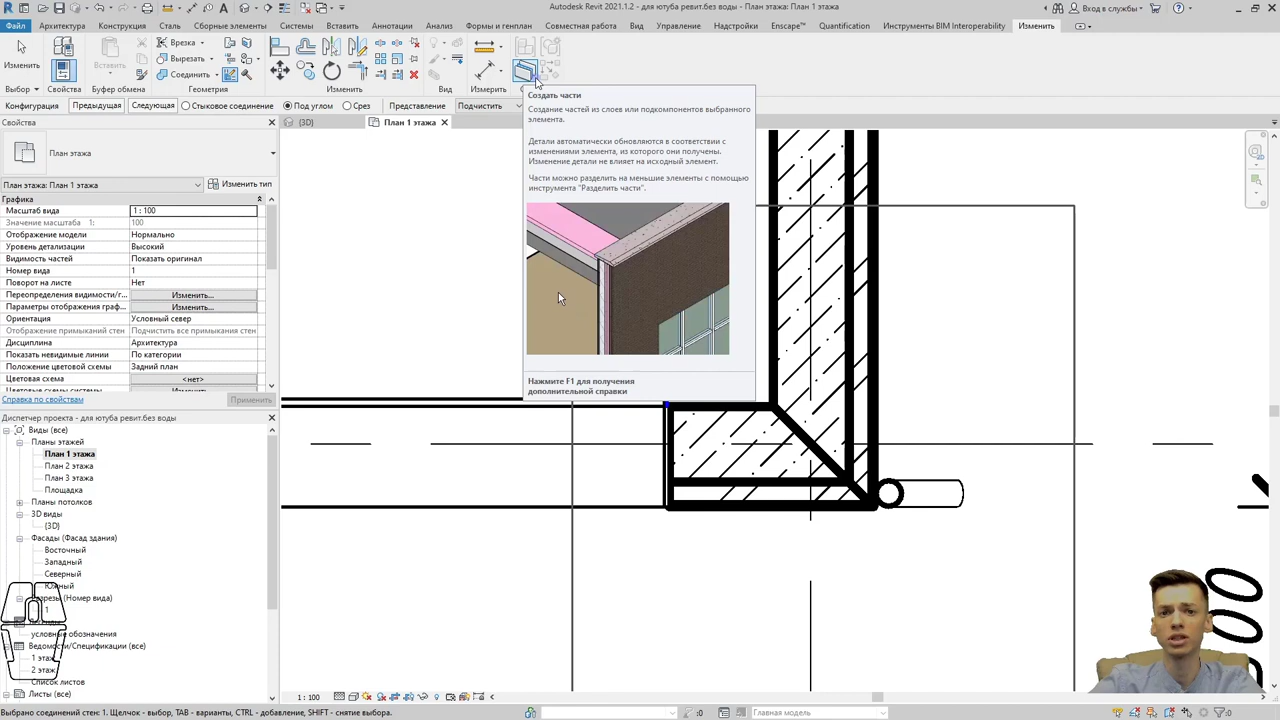 Autodesk Revit 2021.1.2 - для ютуба ревит.без воды - План этажа: План 1 этажа
Вход в службы
Файл Архитектура Конструкция Сталь Сборные элементы Системы Вставить Аннотации Анализ Формы и генплан Совместная работа Вид Управление Надстройки Enscape™ Quantification Инструменты BIM Interoperability Изменить
Изменить
Вставить
Врезка
Вырезать
Соединить
Выбор
Свойства
Буфер обмена
Геометрия
Изменить
Вид
Измерить
Конфигурация Предыдущая Следующая Стыковое соединение Под углом Срез Представление Подчистить
Свойства
{3D}
План 1 этажа
План этажа
План этажа: План 1 этажа
Изменить тип
Графика
Масштаб вида 1 : 100
Значение масштаба 1: 100
Отображение модели Нормально
Уровень детализации Высокий
Видимость частей Показать оригинал
Номер вида 1
Поворот на листе Нет
Переопределения видимости/г... Изменить...
Параметры отображения граф... Изменить...
Ориентация Условный север
Отображение примыканий стен Подчистить все примыкания стен
Дисциплина Архитектура
Показать невидимые линии По категории
Положение цветовой схемы Задний план
Цветовая схема <нет>
Справка по свойствам Применить
Диспетчер проекта - для ютуба ревит.без воды
Виды (все)
Планы этажей
План 1 этажа
План 2 этажа
План 3 этажа
Площадка
Планы потолков
3D виды
{3D}
Фасады (Фасад здания)
Восточный
Западный
Северный
Южный
(Номер вида)
1
условные обозначения
Ведомости/Спецификации (все)
1 этаж
2 этаж
Список листов
Листы (все)
Создать части
Создание частей из слоев или подкомпонентов выбранного
элемента.
Детали автоматически обновляются в соответствии с
изменениями элемента, из которого они получены.
Изменение детали не влияет на исходный элемент.
Части можно разделить на меньшие элементы с помощью
инструмента "Разделить части".
Нажмите F1 для получения
дополнительной справки
1 : 100
Выбрано соединений стен: 1. Щелчок - выбор, TAB - варианты, CTRL - добавление, SHIFT - снятие выбора.
:0
Главная модель
:0